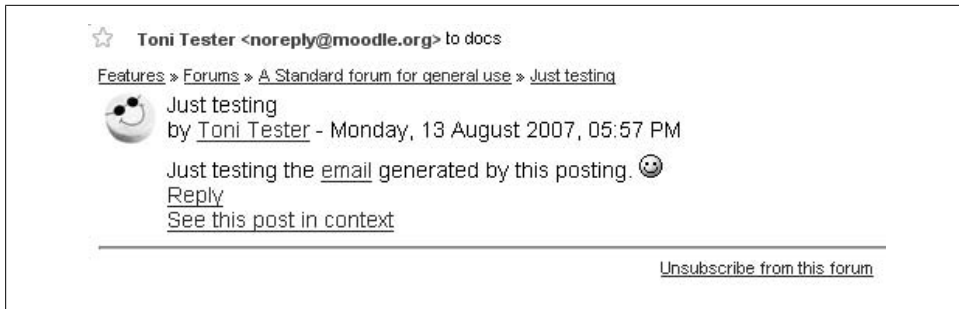 Toni Tester <noreply@moodle.org> to docs
Features » Forums » A Standard forum for general use » Just testing
Just testing
by Toni Tester - Monday, 13 August 2007, 05:57 PM
Just testing the email generated by this posting.
Reply
See this post in context
Unsubscribe from this forum